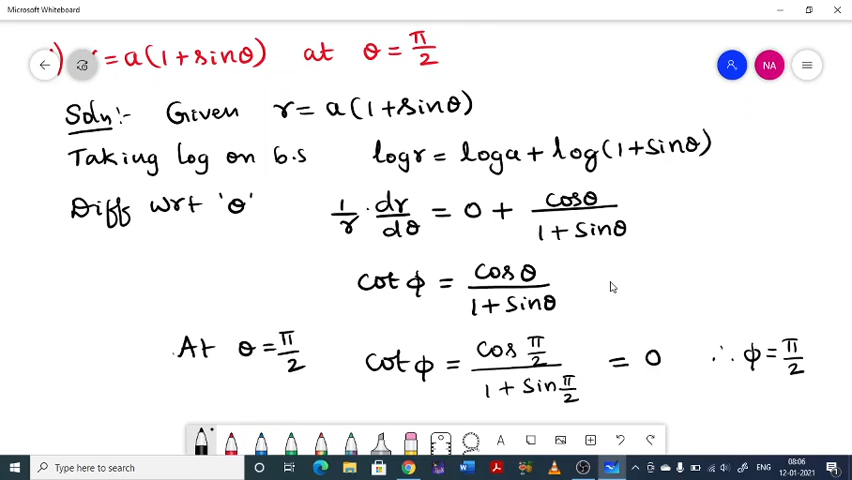 Microsoft Whiteboard
) r = a(1+sinθ) at θ = π/2
NA
Soln:- Given r = a(1+sinθ)
Taking log on b.s logr = loga + log(1+sinθ)
Diff wrt 'θ' 1/r · dr/dθ = 0 + cosθ/(1+sinθ)
cot φ = cosθ/(1+sinθ)
At θ = π/2 cot φ = cos π/2 / (1 + sin π/2) = 0 ∴ φ = π/2
Type here to search
ENG
08:06
12-01-2021